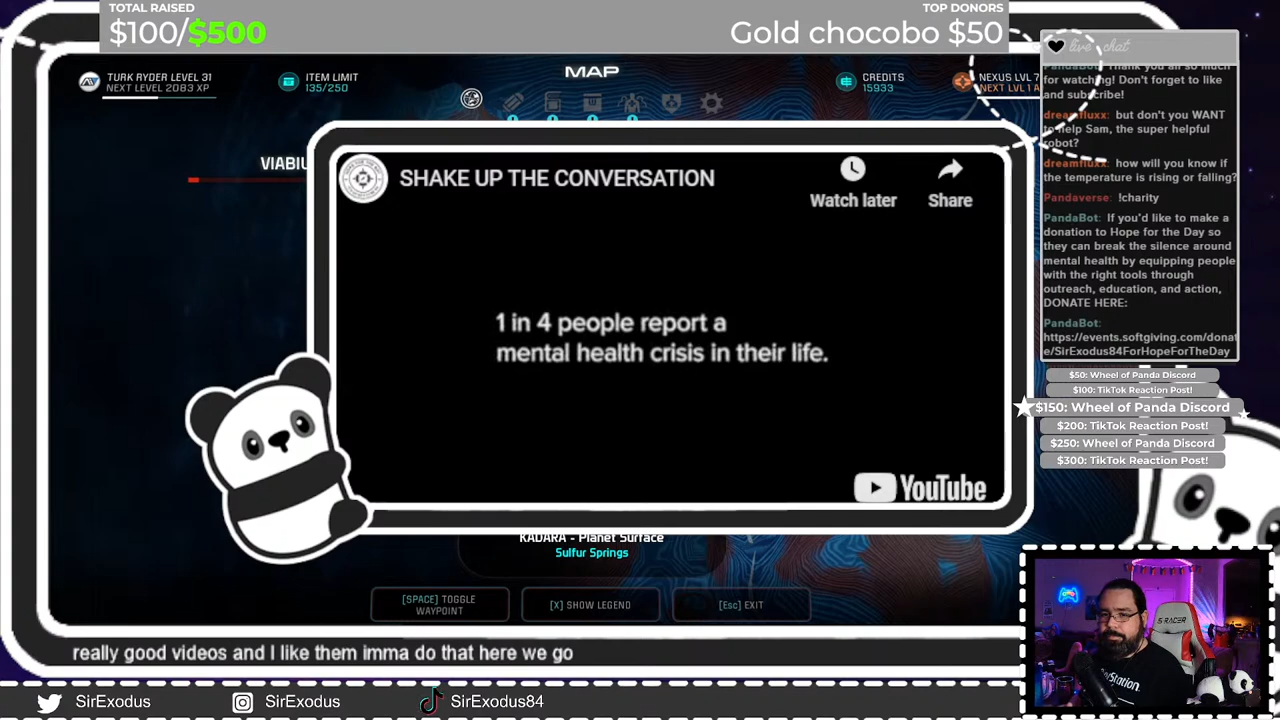 TOTAL RAISED
$100/$500
TOP DONORS
Gold chocobo $50
TURK RYDER LEVEL 31
NEXT LEVEL 2083 XP
ITEM LIMIT
135/250
MAP
CREDITS
15933
NEXUS LVL 7
NEXT LVL 1 A
SHAKE UP THE CONVERSATION
Watch later
Share
1 in 4 people report a
mental health crisis in their life.
YouTube
KADARA - Planet Surface
Sulfur Springs
[SPACE] TOGGLE
WAYPOINT
[X] SHOW LEGEND
[Esc] EXIT
really good videos and I like them imma do that here we go
SirExodus
SirExodus
SirExodus84
live chat
PandaBot: Thank you all so much
for watching! Don't forget to like
and subscribe!
dreamfluxx: but don't you WANT
to help Sam, the super helpful
robot?
dreamfluxx: how will you know if
the temperature is rising or falling?
Pandaverse: !charity
PandaBot: If you'd like to make a
donation to Hope for the Day so
they can break the silence around
mental health by equipping people
with the right tools through
outreach, education, and action,
DONATE HERE:
PandaBot:
https://events.softgiving.com/donat
e/SirExodus84ForHopeForTheDay
$50: Wheel of Panda Discord
$100: TikTok Reaction Post!
$150: Wheel of Panda Discord
$200: TikTok Reaction Post!
$250: Wheel of Panda Discord
$300: TikTok Reaction Post!